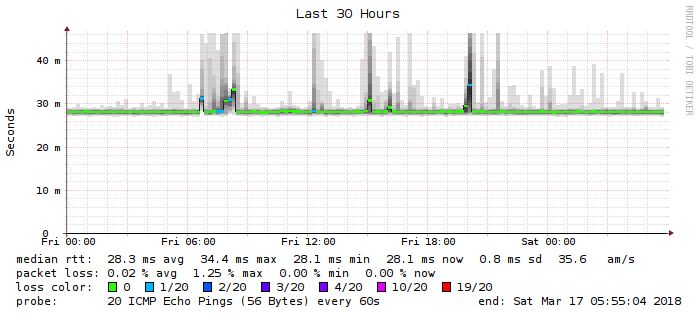 Last 30 Hours
RRDTOOL / TOBI OETIKER
Seconds
40 m
30 m
20 m
10 m
0
Fri 00:00 Fri 06:00 Fri 12:00 Fri 18:00 Sat 00:00
median rtt: 28.3 ms avg 34.4 ms max 28.1 ms min 28.1 ms now 0.8 ms sd 35.6 am/s
packet loss: 0.02 % avg 1.25 % max 0.00 % min 0.00 % now
loss color: 0 1/20 2/20 3/20 4/20 10/20 19/20
probe: 20 ICMP Echo Pings (56 Bytes) every 60s end: Sat Mar 17 05:55:04 2018